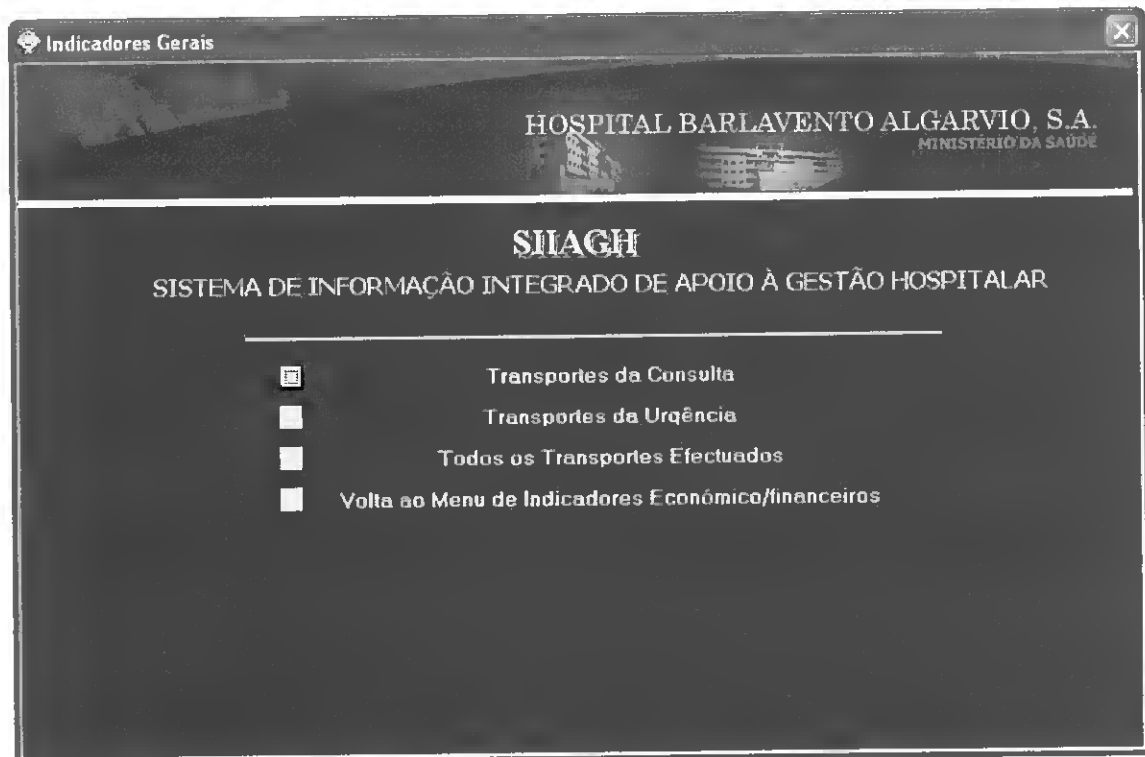 Indicadores Gerais
HOSPITAL BARLAVENTO ALGARVIO, S.A.
MINISTÉRIO DA SAÚDE
SIIAGH
SISTEMA DE INFORMAÇÃO INTEGRADO DE APOIO À GESTÃO HOSPITALAR
Transportes da Consulta
Transportes da Urqência
Todos os Transportes Efectuados
Volta ao Menu de Indicadores Económico/financeiros